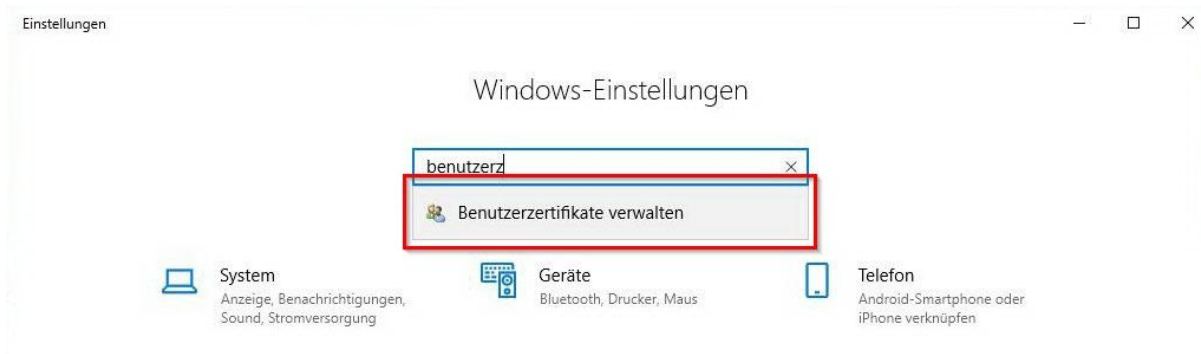 Einstellungen
Windows-Einstellungen
benutzerz
Benutzerzertifikate verwalten
System
Anzeige, Benachrichtigungen,
Sound, Stromversorgung
Geräte
Bluetooth, Drucker, Maus
Telefon
Android-Smartphone oder
iPhone verknüpfen